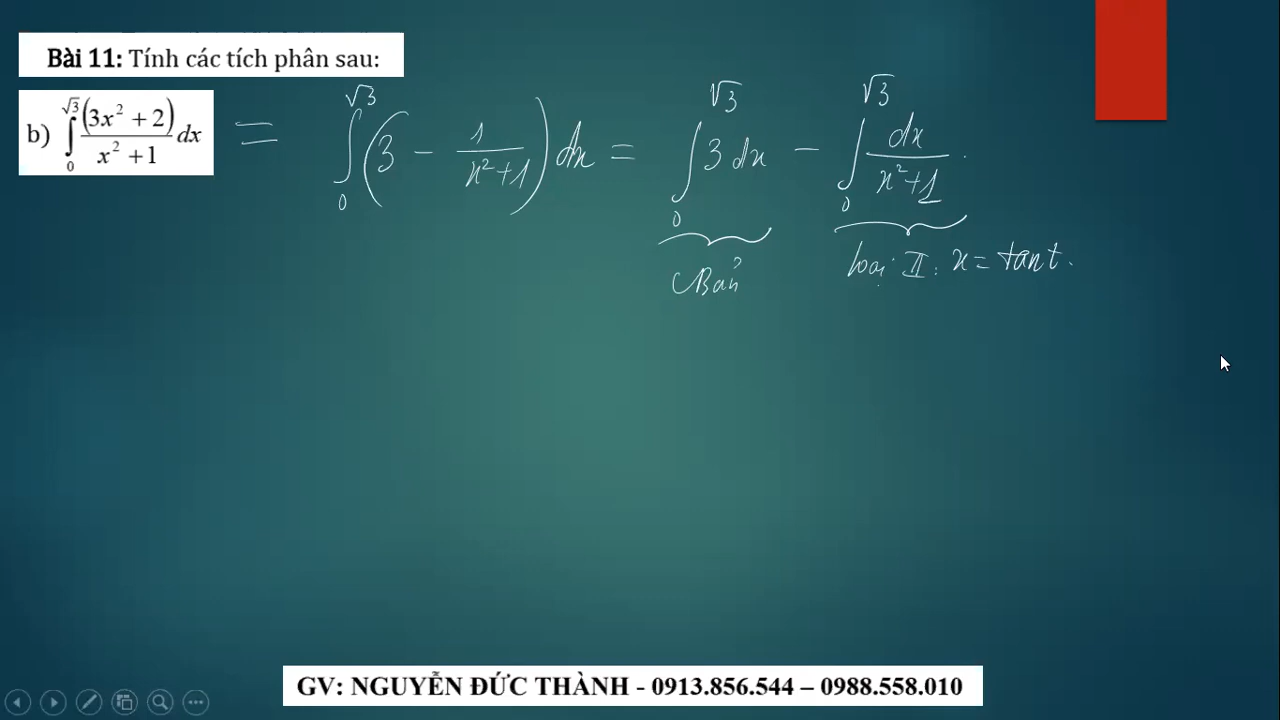 Bài 11: Tính các tích phân sau:
b) ∫₀^√3 (3x² + 2)/(x² + 1) dx = ∫₀^√3 (3 − 1/(x²+1)) dx = ∫₀^√3 3 dx − ∫₀^√3 dx/(x²+1).
loại II: x = tan t.
GV: NGUYỄN ĐỨC THÀNH - 0913.856.544 – 0988.558.010